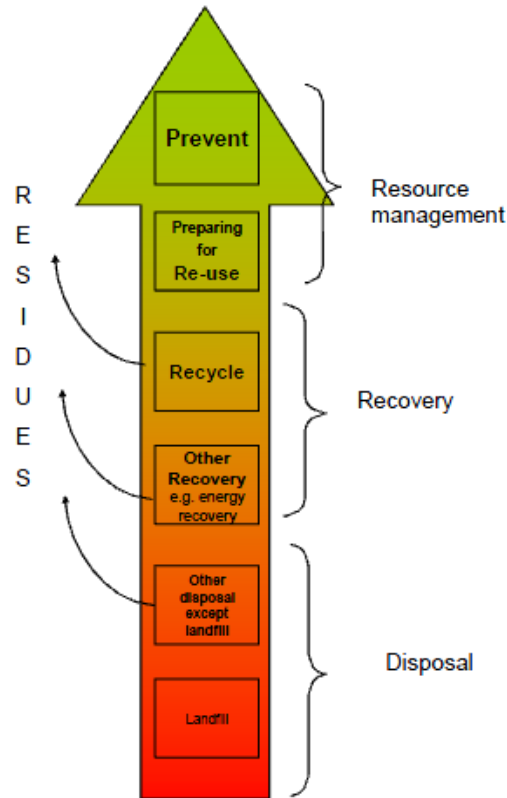 Prevent
Resource
management
Preparing
for
Re-use
R
E
S
I
D
U
E
S
Recycle
Recovery
Other
Recovery
e.g. energy
recovery
Other
disposal
except
landfill
Disposal
Landfill